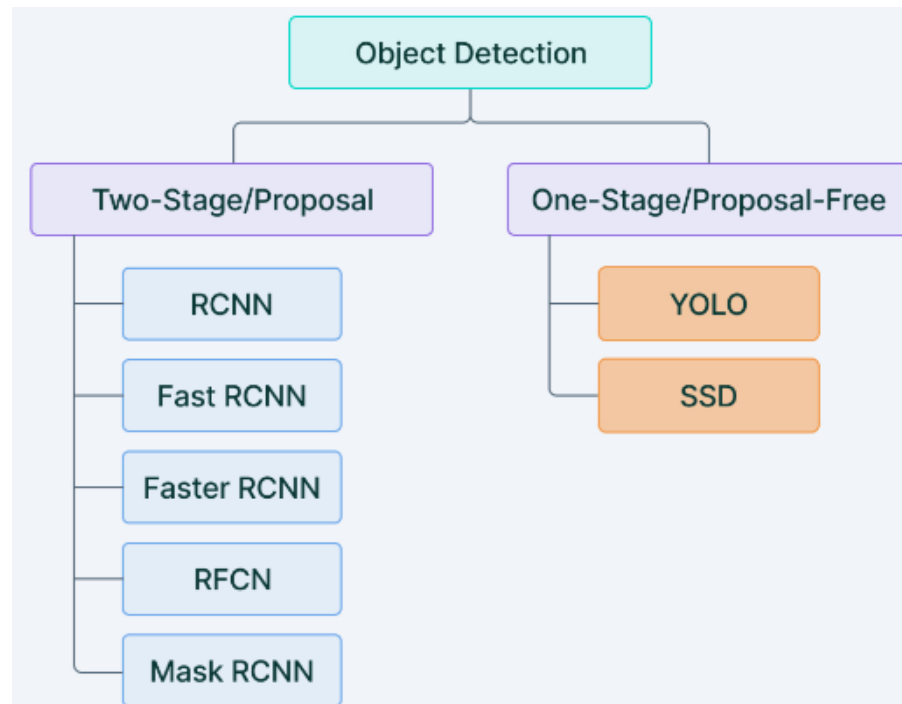 Object Detection
Two-Stage/Proposal
One-Stage/Proposal-Free
RCNN
Fast RCNN
Faster RCNN
RFCN
Mask RCNN
YOLO
SSD